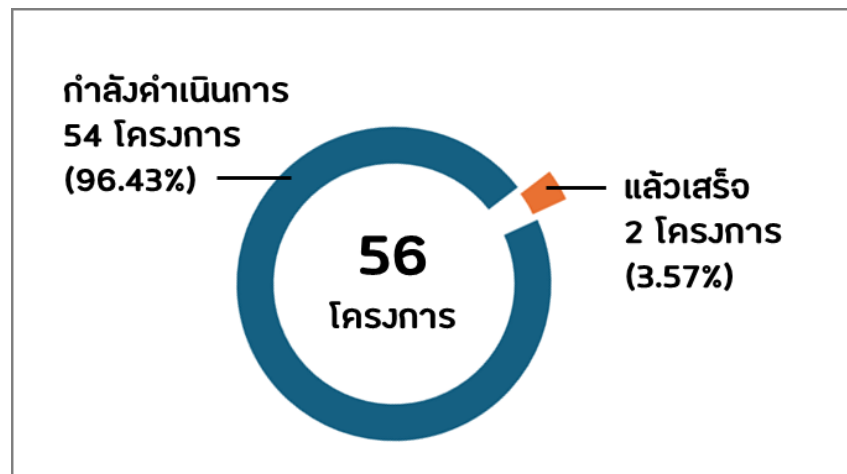 กำลังดำเนินการ
54 โครงการ
(96.43%)
แล้วเสร็จ
2 โครงการ
(3.57%)
56
โครงการ